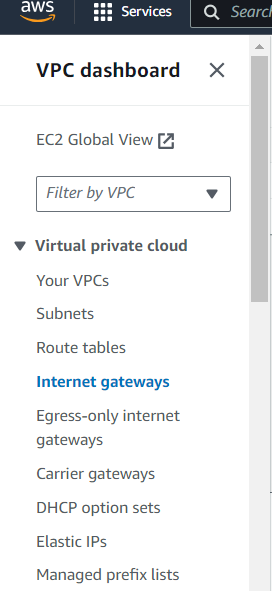 aws
Services
Search
VPC dashboard
EC2 Global View
Filter by VPC
Virtual private cloud
Your VPCs
Subnets
Route tables
Internet gateways
Egress-only internet
gateways
Carrier gateways
DHCP option sets
Elastic IPs
Managed prefix lists